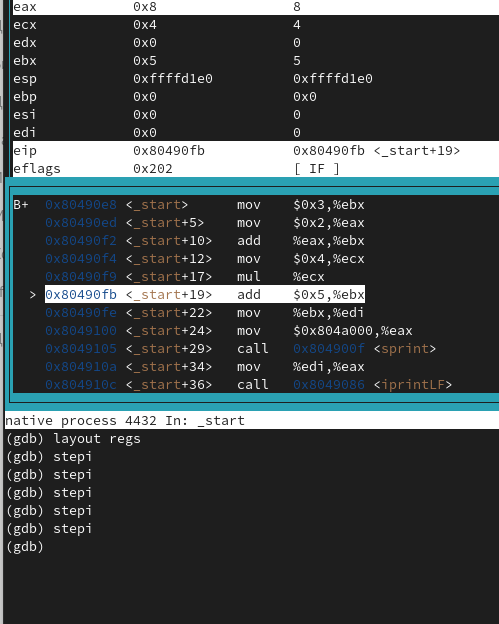 eax 0x8 8
ecx 0x4 4
edx 0x0 0
ebx 0x5 5
esp 0xffffd1e0 0xffffd1e0
ebp 0x0 0x0
esi 0x0 0
edi 0x0 0
eip 0x80490fb 0x80490fb <_start+19>
eflags 0x202 [ IF ]
B+ 0x80490e8 <_start> mov $0x3,%ebx
0x80490ed <_start+5> mov $0x2,%eax
0x80490f2 <_start+10> add %eax,%ebx
0x80490f4 <_start+12> mov $0x4,%ecx
0x80490f9 <_start+17> mul %ecx
> 0x80490fb <_start+19> add $0x5,%ebx
0x80490fe <_start+22> mov %ebx,%edi
0x8049100 <_start+24> mov $0x804a000,%eax
0x8049105 <_start+29> call 0x804900f <sprint>
0x804910a <_start+34> mov %edi,%eax
0x804910c <_start+36> call 0x8049086 <iprintLF>
native process 4432 In: _start
(gdb) layout regs
(gdb) stepi
(gdb) stepi
(gdb) stepi
(gdb) stepi
(gdb) stepi
(gdb)